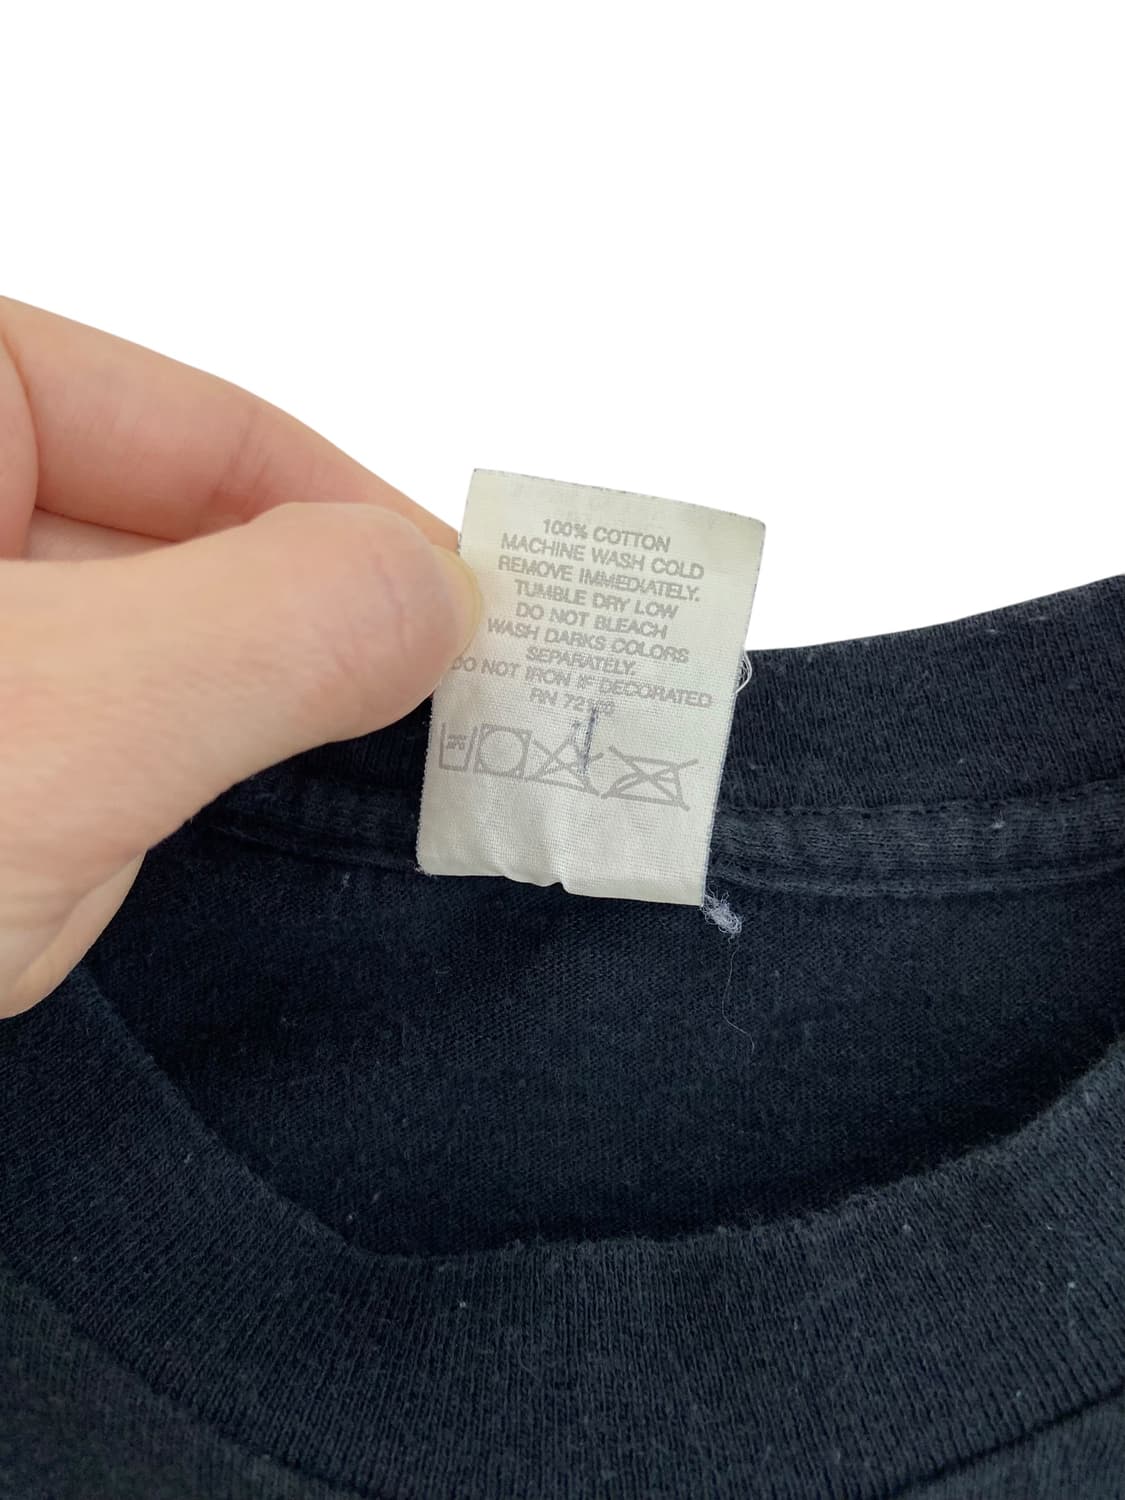 100% COTTON
MACHINE WASH COLD
REMOVE IMMEDIATELY.
TUMBLE DRY LOW
DO NOT BLEACH
WASH DARKS COLORS
SEPARATELY.
DO NOT IRON IF DECORATED
RN